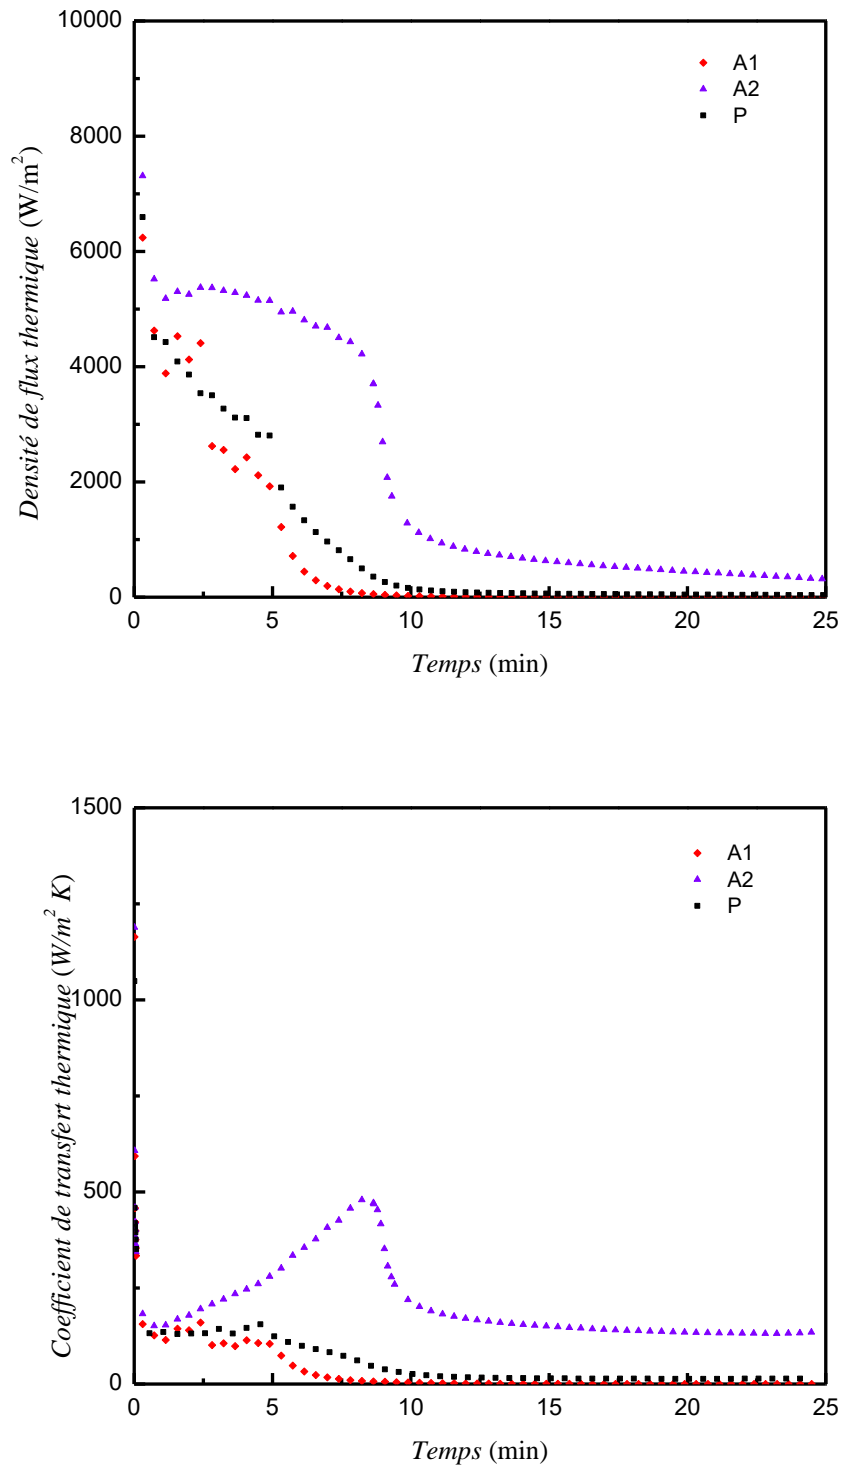 10000
8000
6000
4000
2000
0
Densité de flux thermique (W/m²)
A1
A2
P
0 5 10 15 20 25
Temps (min)
1500
1000
500
0
Coefficient de transfert thermique (W/m² K)
A1
A2
P
0 5 10 15 20 25
Temps (min)